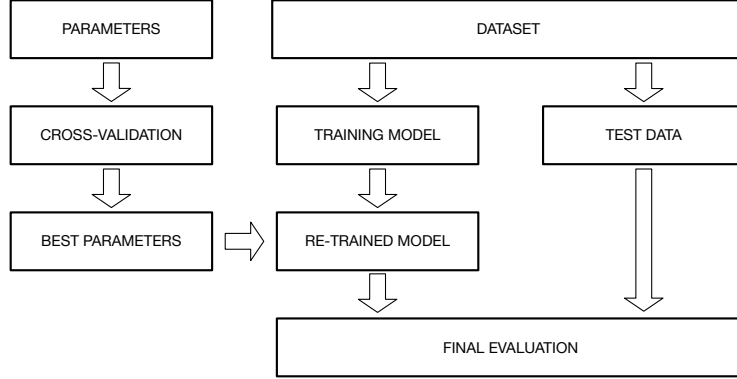 PARAMETERS
DATASET
CROSS-VALIDATION
TRAINING MODEL
TEST DATA
BEST PARAMETERS
RE-TRAINED MODEL
FINAL EVALUATION